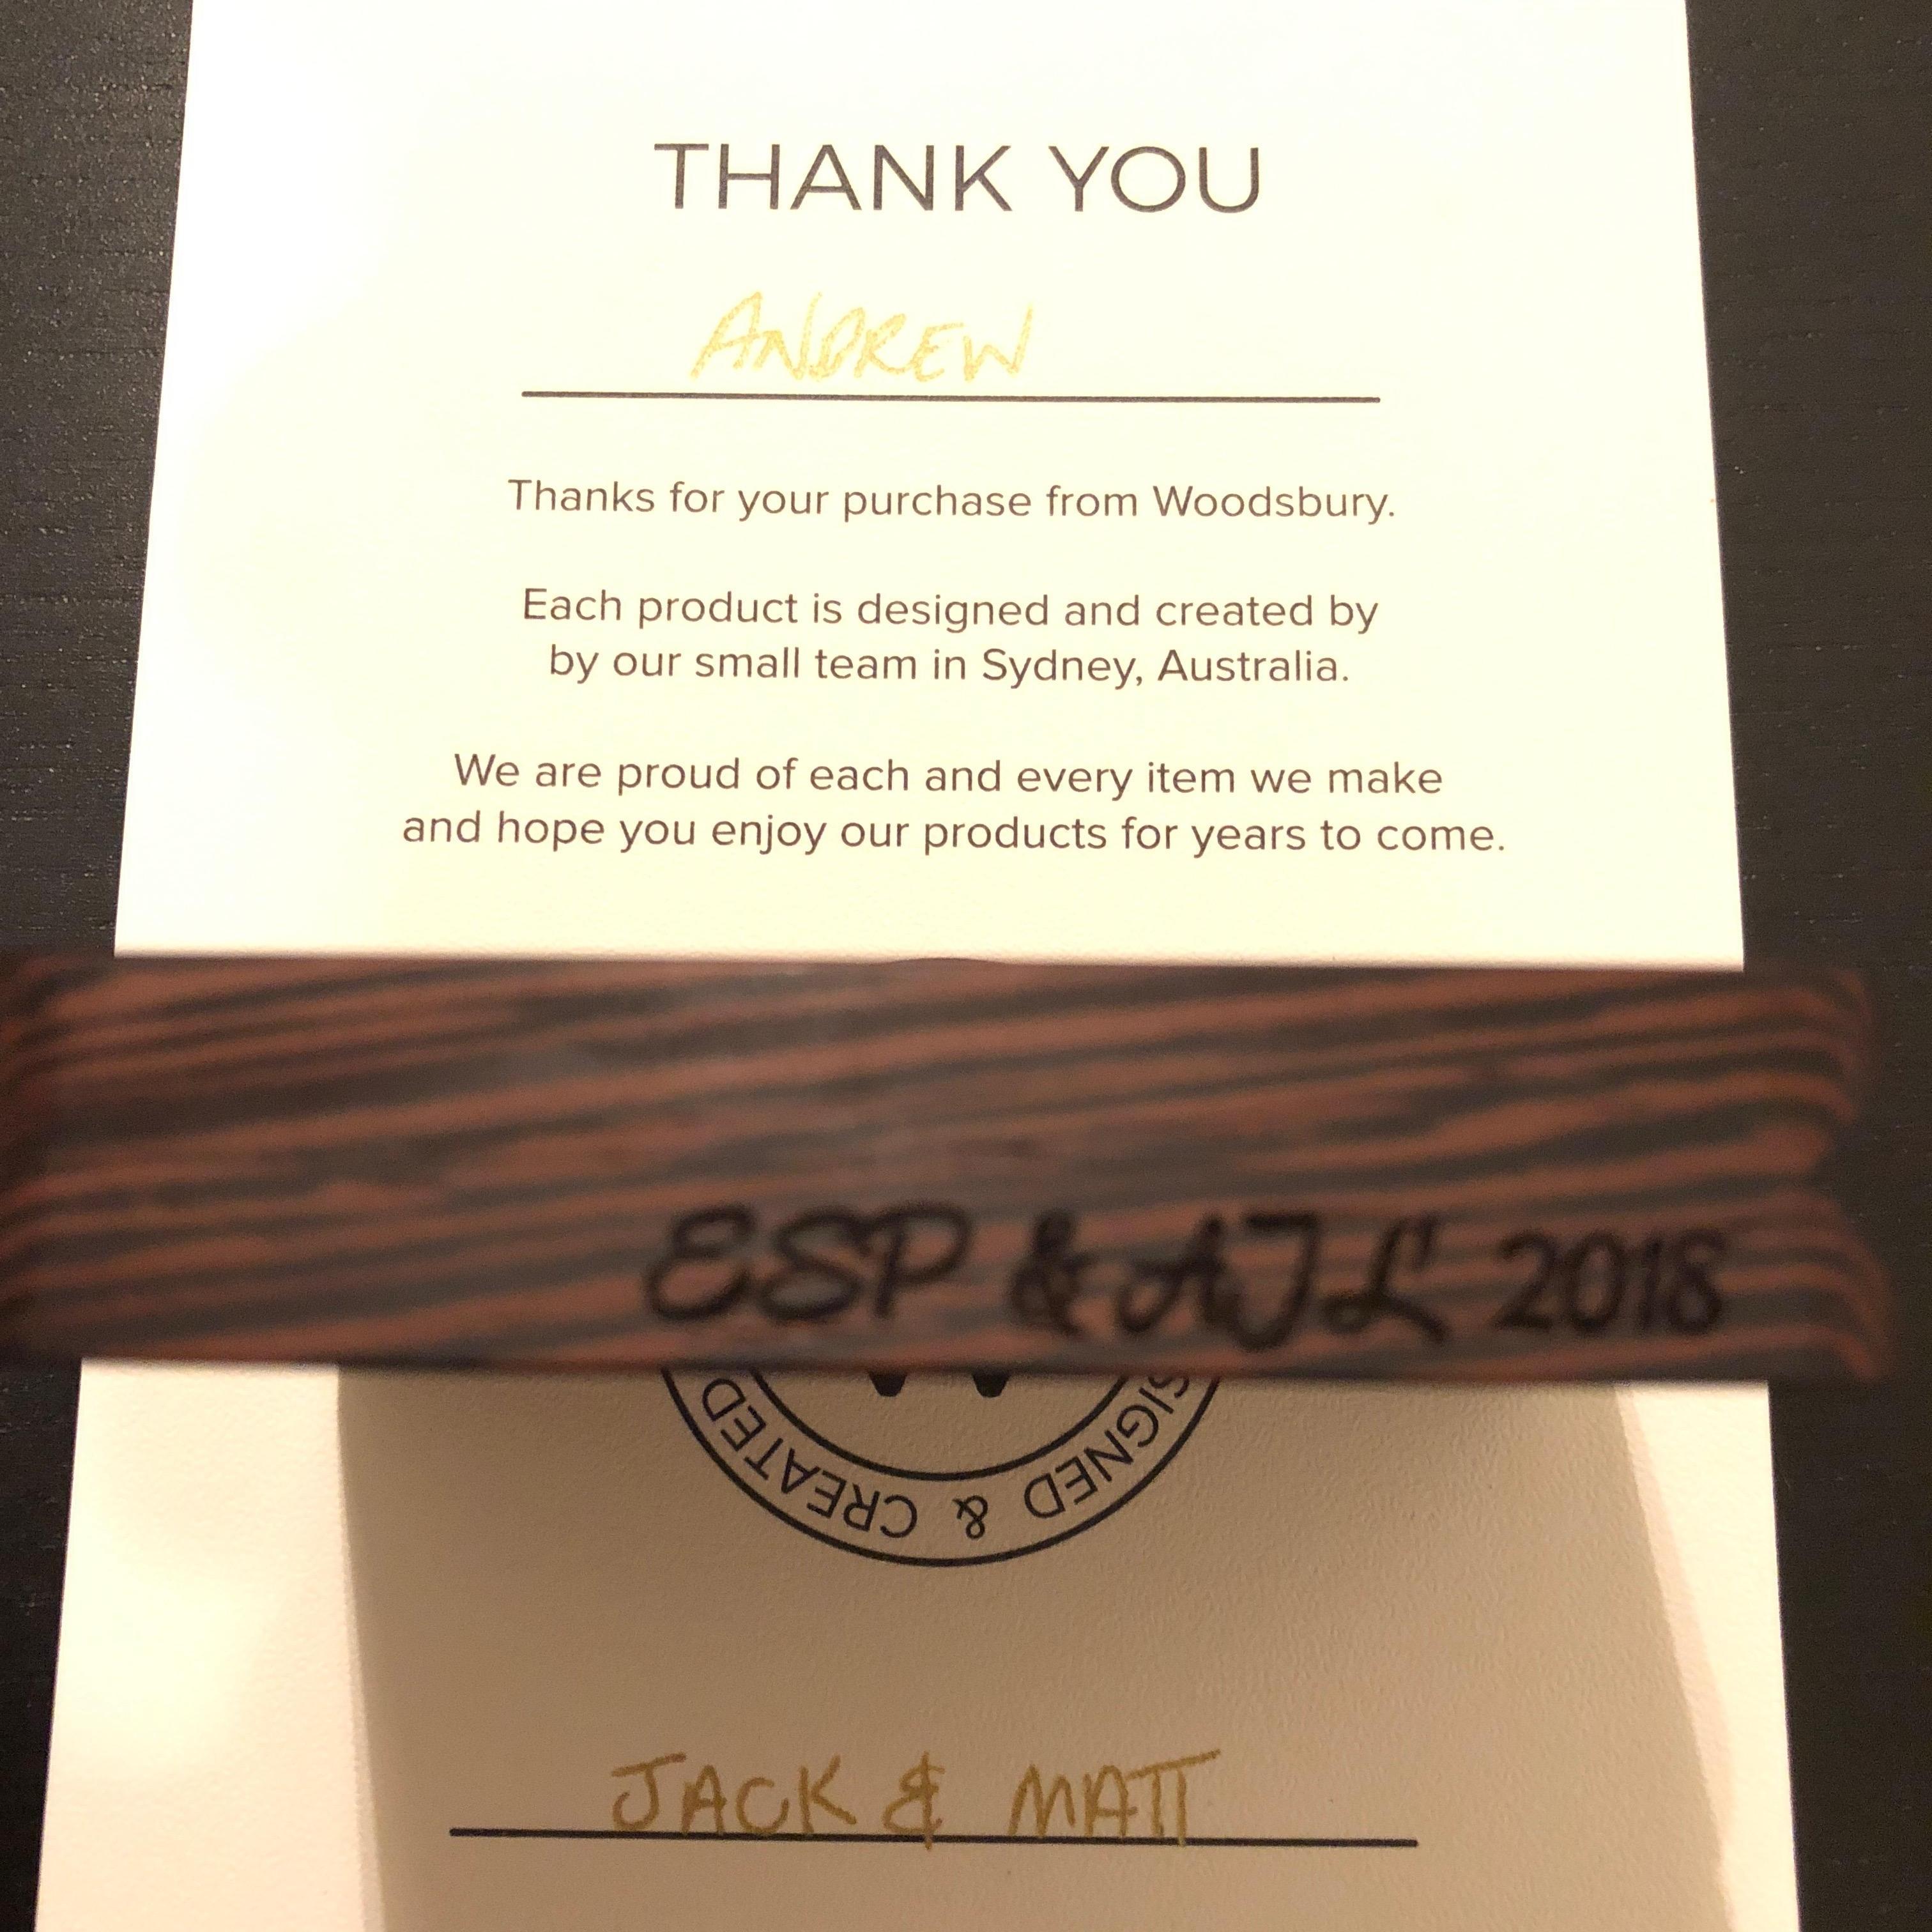 THANK YOU
ANDREW
Thanks for your purchase from Woodsbury.
Each product is designed and created by
by our small team in Sydney, Australia.
We are proud of each and every item we make
and hope you enjoy our products for years to come.
ESP & AJL 2018
SIGNED & CREATED
JACK & MATT